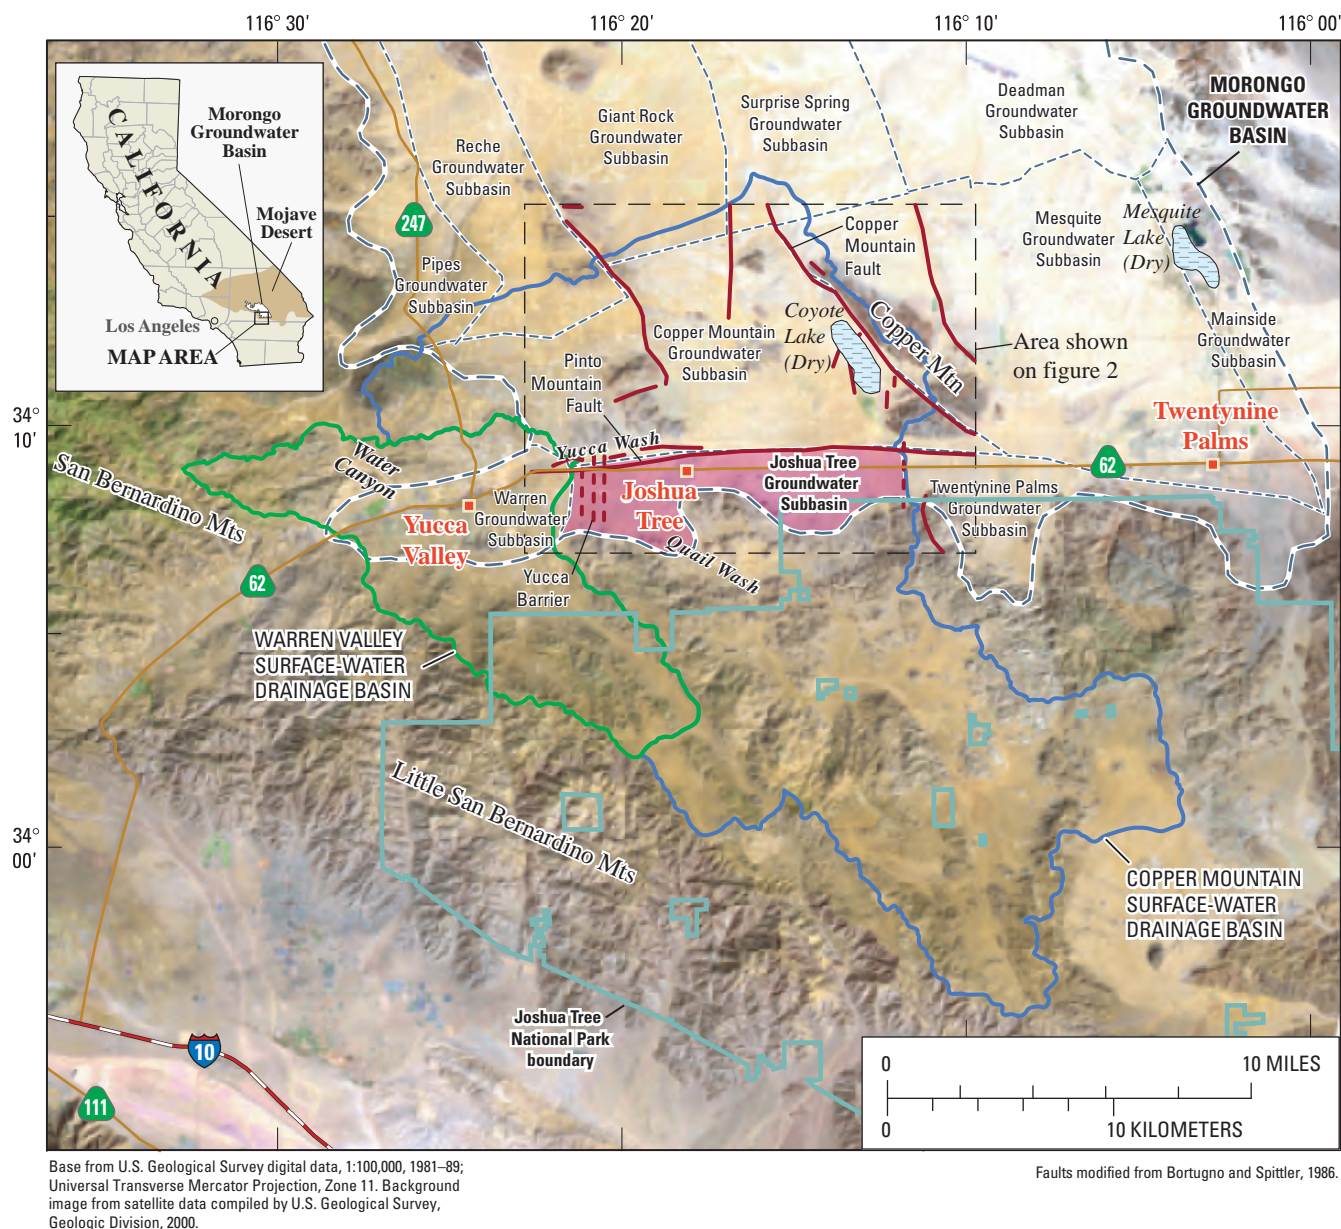 116° 30'
116° 20'
116° 10'
116° 00'
34°
10'
34°
00'
CALIFORNIA
Morongo
Groundwater
Basin
Mojave
Desert
Los Angeles
MAP AREA
247
Reche
Groundwater
Subbasin
Giant Rock
Groundwater
Subbasin
Surprise Spring
Groundwater
Subbasin
Deadman
Groundwater
Subbasin
MORONGO
GROUNDWATER
BASIN
Pipes
Groundwater
Subbasin
Copper
Mountain
Fault
Mesquite
Groundwater
Subbasin
Mesquite
Lake
(Dry)
Coyote
Lake
(Dry)
Copper Mtn
Copper Mountain
Groundwater
Subbasin
Mainside
Groundwater
Subbasin
Area shown
on figure 2
Pinto
Mountain
Fault
Yucca Wash
Water
Canyon
San Bernardino Mts
Warren
Groundwater
Subbasin
Yucca
Valley
Joshua
Tree
Joshua Tree
Groundwater
Subbasin
62
Twentynine
Palms
Twentynine Palms
Groundwater
Subbasin
Quail Wash
Yucca
Barrier
62
WARREN VALLEY
SURFACE-WATER
DRAINAGE BASIN
Little San Bernardino Mts
COPPER MOUNTAIN
SURFACE-WATER
DRAINAGE BASIN
Joshua Tree
National Park
boundary
10
111
0 10 MILES
0 10 KILOMETERS
Base from U.S. Geological Survey digital data, 1:100,000, 1981–89;
Universal Transverse Mercator Projection, Zone 11. Background
image from satellite data compiled by U.S. Geological Survey,
Geologic Division, 2000.
Faults modified from Bortugno and Spittler, 1986.